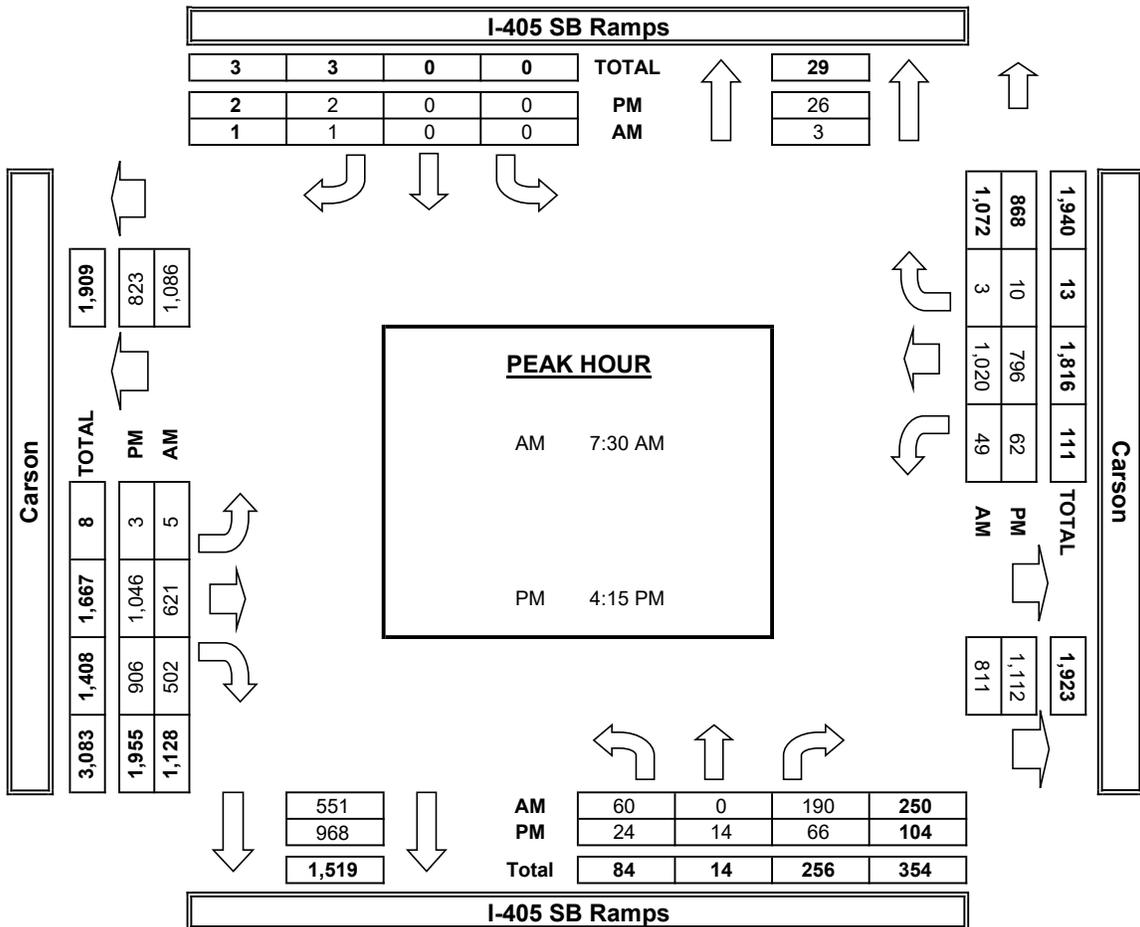 I-405 SB Ramps
3 3 0 0 TOTAL 29
2 2 0 0 PM 26
1 1 0 0 AM 3
Carson
1,909
823
1,086
TOTAL
PM
AM
8 1,667 1,408 3,083
3 1,046 906 1,955
5 621 502 1,128
PEAK HOUR
AM 7:30 AM
PM 4:15 PM
1,940 13 1,816 111 TOTAL
868 10 796 62 PM
1,072 3 1,020 49 AM
1,923
1,112
811
Carson
551 AM 60 0 190 250
968 PM 24 14 66 104
1,519 Total 84 14 256 354
I-405 SB Ramps